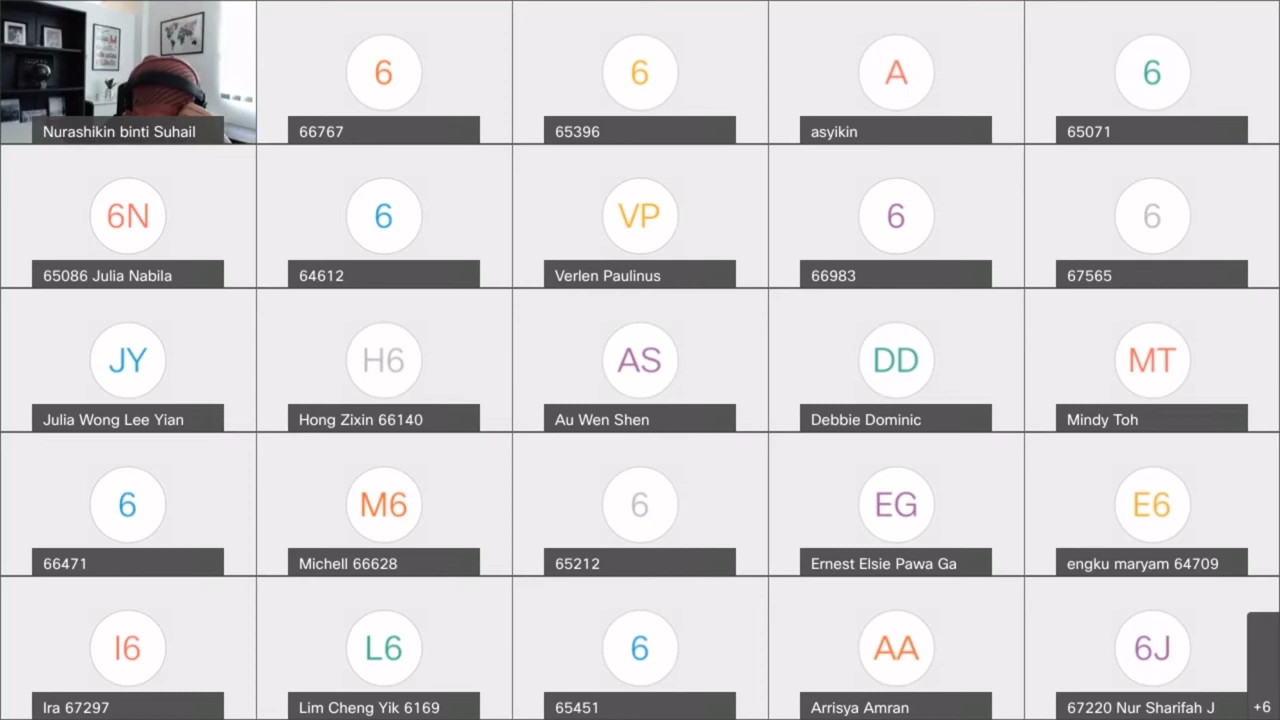 Nurashikin binti Suhail
6
66767
6
65396
A
asyikin
6
65071
6N
65086 Julia Nabila
6
64612
VP
Verlen Paulinus
6
66983
6
67565
JY
Julia Wong Lee Yian
H6
Hong Zixin 66140
AS
Au Wen Shen
DD
Debbie Dominic
MT
Mindy Toh
6
66471
M6
Michell 66628
6
65212
EG
Ernest Elsie Pawa Ga
E6
engku maryam 64709
I6
Ira 67297
L6
Lim Cheng Yik 6169
6
65451
AA
Arrisya Amran
6J
67220 Nur Sharifah J
+6